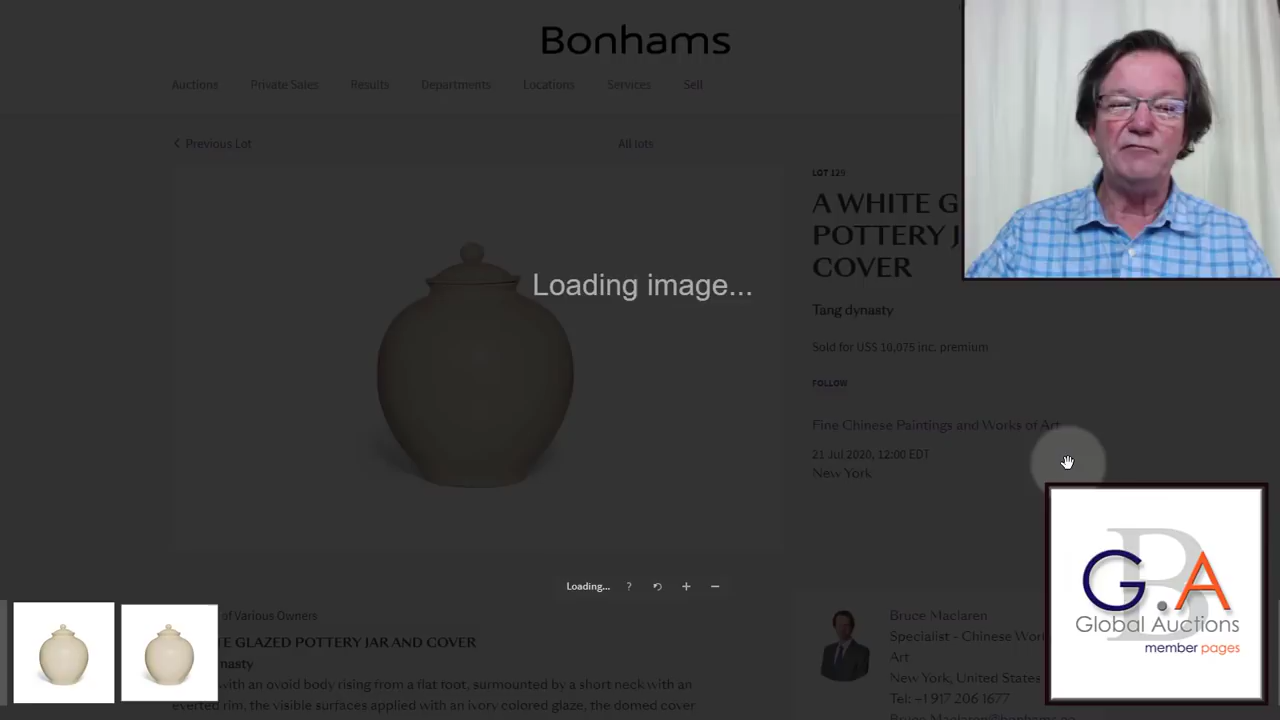 Bonhams
Auctions Private Sales Results Departments Locations Services Sell
Previous Lot All lots
LOT 129
A WHITE G
POTTERY J
COVER
Loading image...
Tang dynasty
Sold for US$ 10,075 inc. premium
FOLLOW
Fine Chinese Paintings and Works of Art
21 Jul 2020, 12:00 EDT
New York
Loading... ? + −
of Various Owners
TE GLAZED POTTERY JAR AND COVER
nasty
with an ovoid body rising from a flat foot, surmounted by a short neck with an
everted rim, the visible surfaces applied with an ivory colored glaze, the domed cover
Bruce Maclaren
Specialist - Chinese Wor
Art
New York, United States
Tel: +1 917 206 1677
B
G.A
Global Auctions
member pages